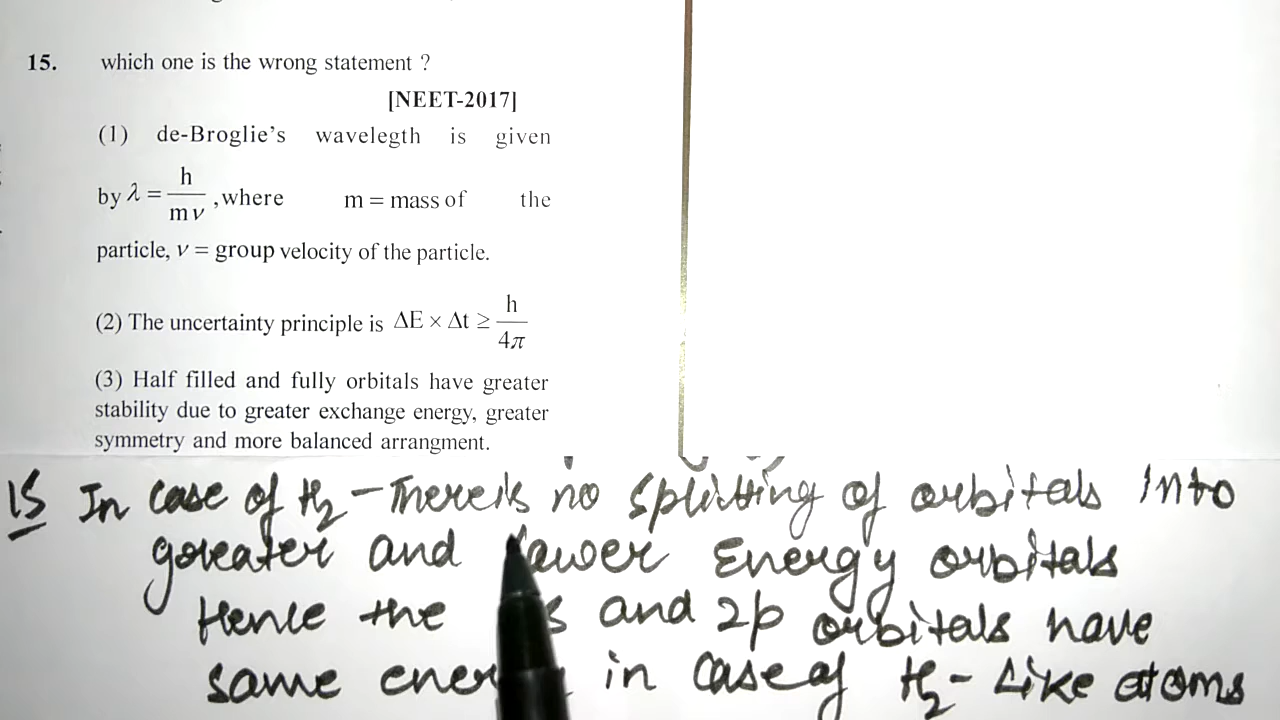 15. which one is the wrong statement ?
[NEET-2017]
(1) de-Broglie's wavelegth is given
by λ = h / mν , where m = mass of the
particle, ν = group velocity of the particle.
(2) The uncertainty principle is ΔE × Δt ≥ h / 4π
(3) Half filled and fully orbitals have greater
stability due to greater exchange energy, greater
symmetry and more balanced arrangment.
15 In case of H₂ - There is no splitting of orbitals into
greater and lower Energy orbitals
Hence the and 2p orbitals have
same in case of H₂ - Like atoms